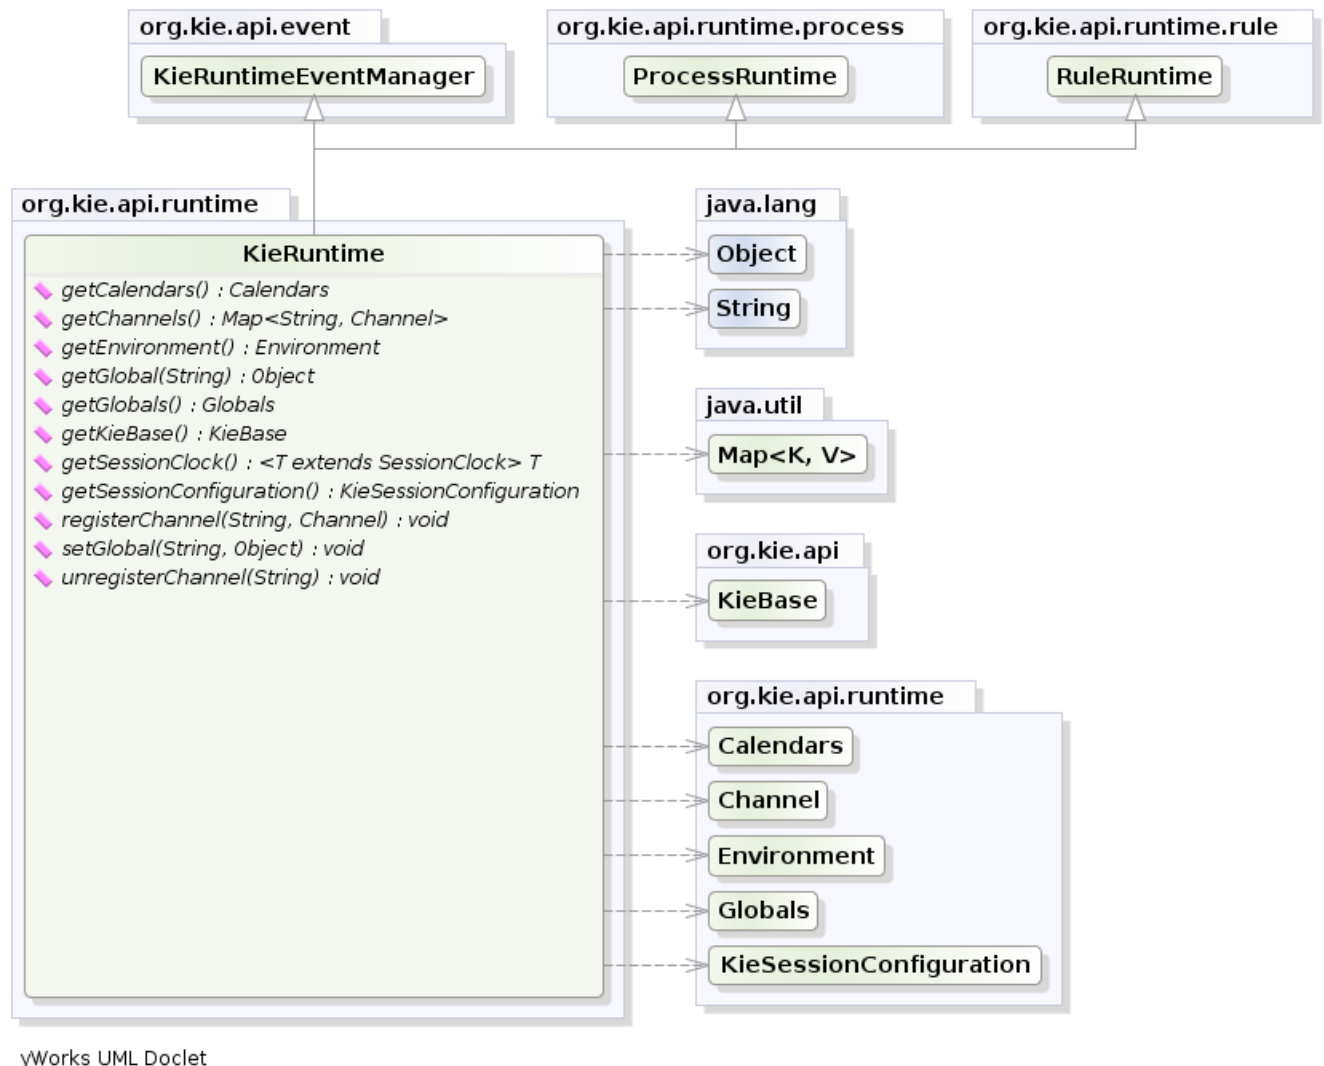 org.kie.api.event
KieRuntimeEventManager
org.kie.api.runtime.process
ProcessRuntime
org.kie.api.runtime.rule
RuleRuntime
org.kie.api.runtime
KieRuntime
getCalendars() : Calendars
getChannels() : Map<String, Channel>
getEnvironment() : Environment
getGlobal(String) : Object
getGlobals() : Globals
getKieBase() : KieBase
getSessionClock() : <T extends SessionClock> T
getSessionConfiguration() : KieSessionConfiguration
registerChannel(String, Channel) : void
setGlobal(String, Object) : void
unregisterChannel(String) : void
java.lang
Object
String
java.util
Map<K, V>
org.kie.api
KieBase
org.kie.api.runtime
Calendars
Channel
Environment
Globals
KieSessionConfiguration
yWorks UML Doclet